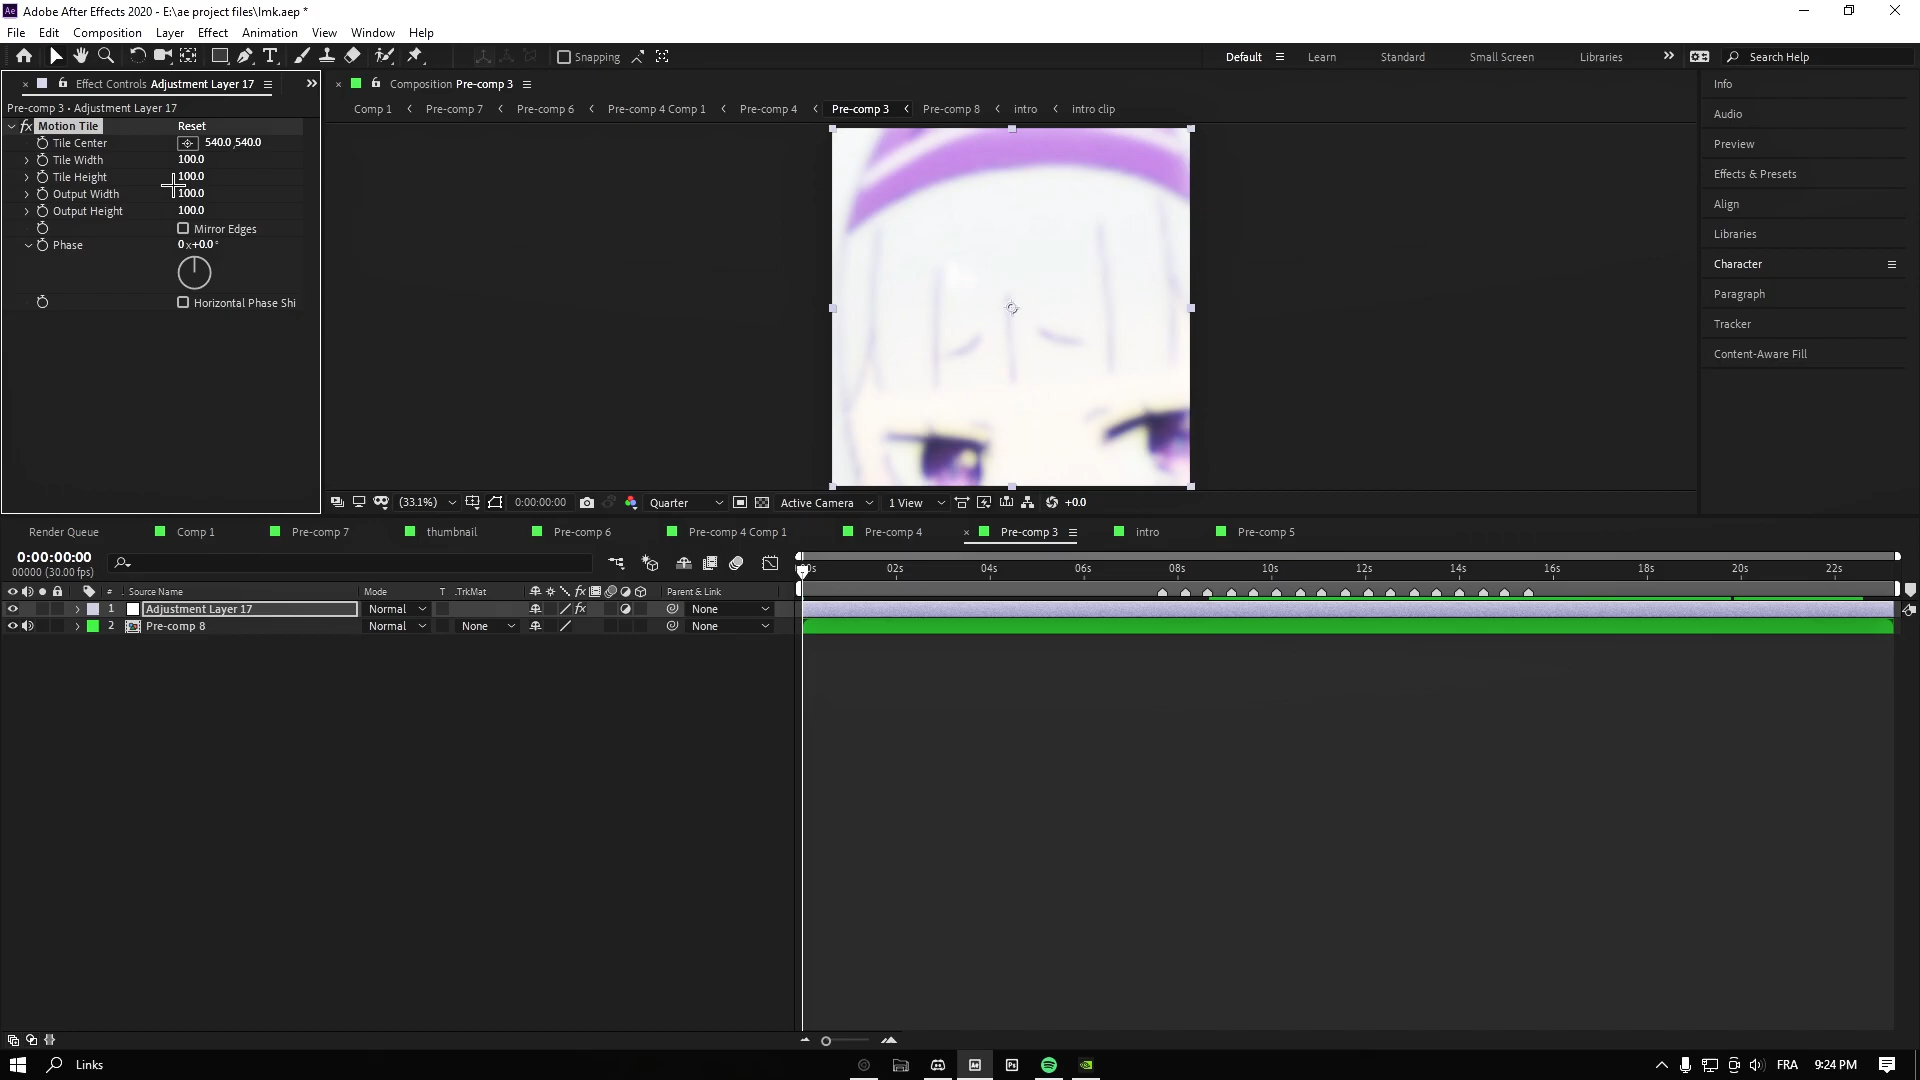 Ae Adobe After Effects 2020 - E:\ae project files\lmk.aep *
File Edit Composition Layer Effect Animation View Window Help
Snapping Default Learn Standard Small Screen Libraries Search Help
Effect Controls Adjustment Layer 17
Composition Pre-comp 3
Pre-comp 3 • Adjustment Layer 17
Comp 1 Pre-comp 7 Pre-comp 6 Pre-comp 4 Comp 1 Pre-comp 4 Pre-comp 3 Pre-comp 8 intro intro clip
fx Motion Tile Reset
Tile Center 540.0,540.0
Tile Width 100.0
Tile Height 100.0
Output Width 100.0
Output Height 100.0
Mirror Edges
Phase 0x+0.0°
Horizontal Phase Shi
Info
Audio
Preview
Effects & Presets
Align
Libraries
Character
Paragraph
Tracker
Content-Aware Fill
(33.1%) 0:00:00:00 Quarter Active Camera 1 View +0.0
Render Queue Comp 1 Pre-comp 7 thumbnail Pre-comp 6 Pre-comp 4 Comp 1 Pre-comp 4 Pre-comp 3 intro Pre-comp 5
0:00:00:00
00000 (30.00 fps)
00s 02s 04s 06s 08s 10s 12s 14s 16s 18s 20s 22s
# Source Name Mode T .TrkMat fx Parent & Link
1 Adjustment Layer 17 Normal fx None
2 Pre-comp 8 Normal None None
Links Ae Ps FRA 9:24 PM